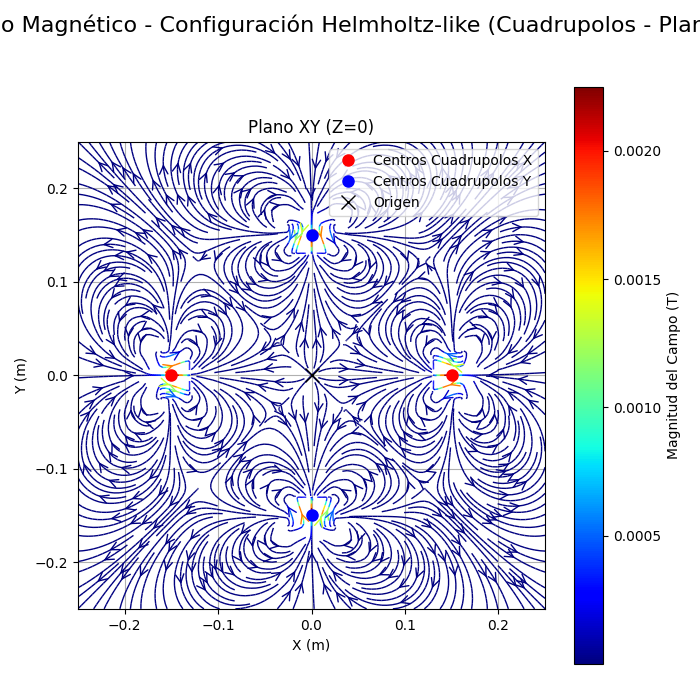 o Magnético - Configuración Helmholtz-like (Cuadrupolos - Plan
Plano XY (Z=0)
Centros Cuadrupolos X
Centros Cuadrupolos Y
Origen
0.2
0.1
0.0
−0.1
−0.2
Y (m)
−0.2
−0.1
0.0
0.1
0.2
X (m)
0.0020
0.0015
0.0010
0.0005
Magnitud del Campo (T)